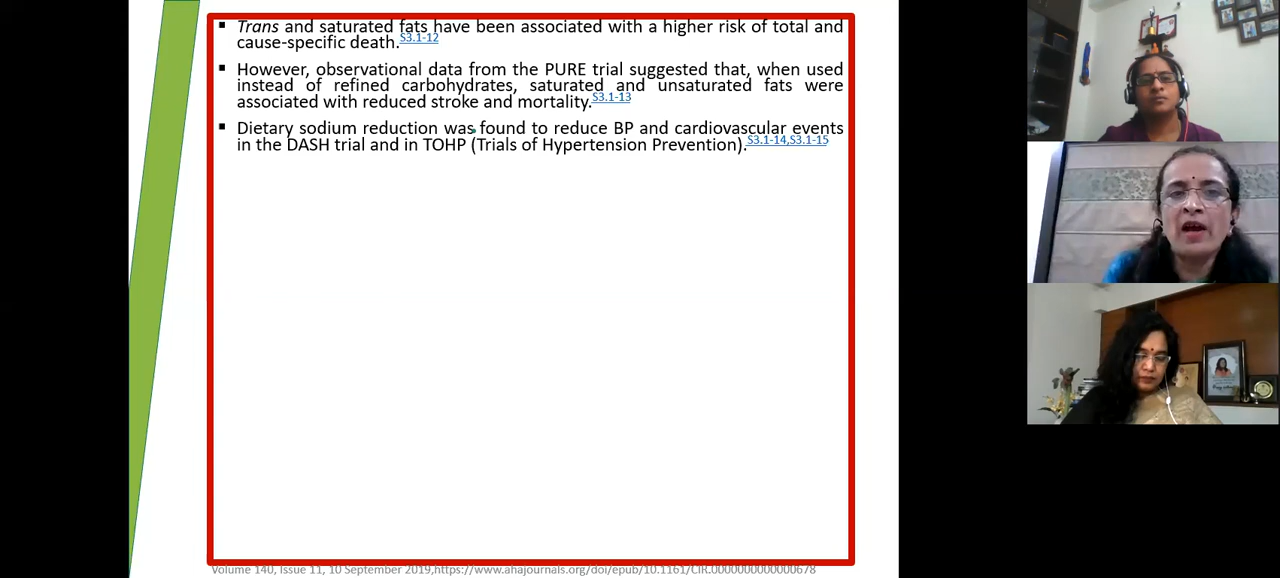 ▪ Trans and saturated fats have been associated with a higher risk of total and
cause-specific death.S3.1-12
▪ However, observational data from the PURE trial suggested that, when used
instead of refined carbohydrates, saturated and unsaturated fats were
associated with reduced stroke and mortality.S3.1-13
▪ Dietary sodium reduction was found to reduce BP and cardiovascular events
in the DASH trial and in TOHP (Trials of Hypertension Prevention).S3.1-14,S3.1-15
Volume 140, Issue 11, 10 September 2019,https://www.ahajournals.org/doi/epub/10.1161/CIR.0000000000000678